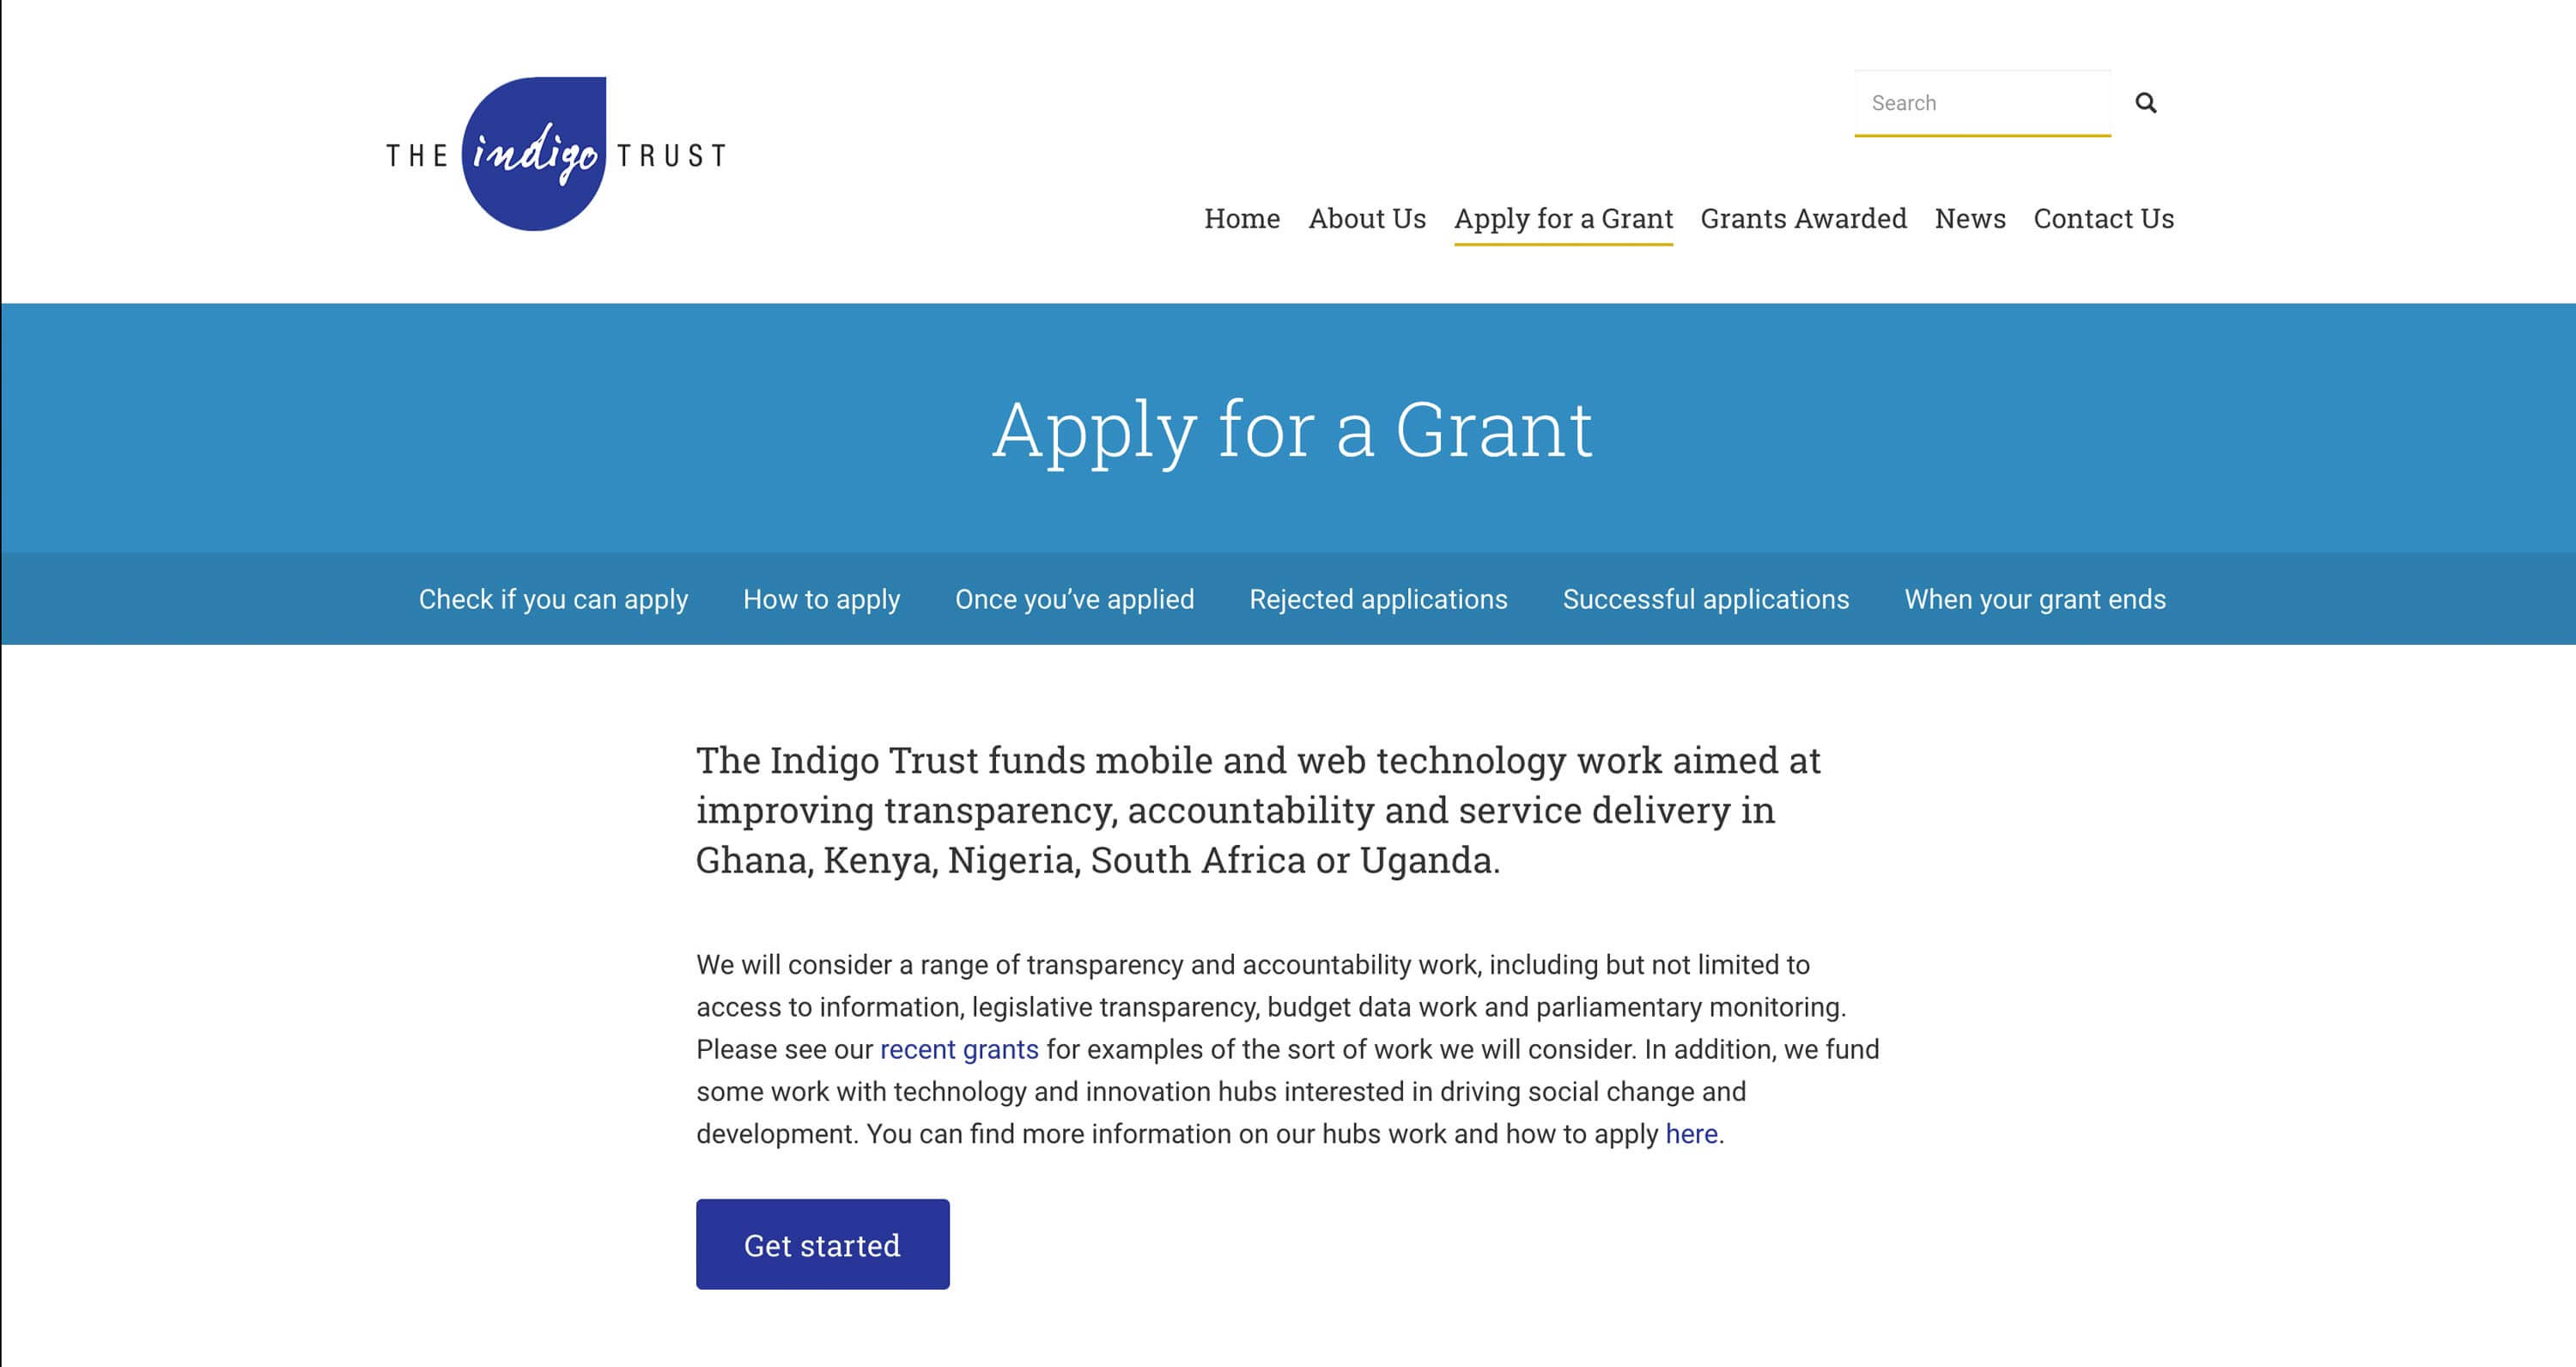 THE indigo TRUST
Search
Home About Us Apply for a Grant Grants Awarded News Contact Us
Apply for a Grant
Check if you can apply How to apply Once you’ve applied Rejected applications Successful applications When your grant ends
The Indigo Trust funds mobile and web technology work aimed at
improving transparency, accountability and service delivery in
Ghana, Kenya, Nigeria, South Africa or Uganda.
We will consider a range of transparency and accountability work, including but not limited to
access to information, legislative transparency, budget data work and parliamentary monitoring.
Please see our recent grants for examples of the sort of work we will consider. In addition, we fund
some work with technology and innovation hubs interested in driving social change and
development. You can find more information on our hubs work and how to apply here.
Get started